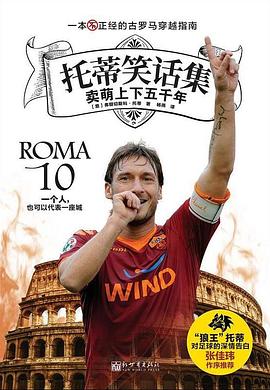 一本不正经的古罗马穿越指南
托蒂笑话集
卖萌上下五千年
[意] 弗朗切斯科·托蒂 著 杨燕 译
ROMA
10
一个人，
也可以代表一座城
WIND
“狼王”托蒂
对足球的深情告白
张佳玮
作序推荐
新世界出版社